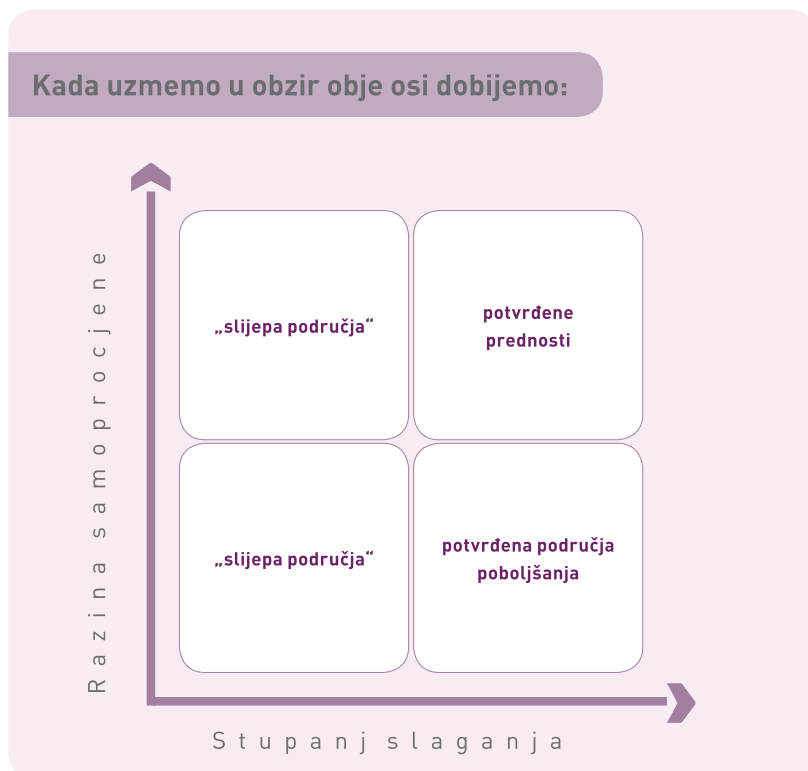 Kada uzmemo u obzir obje osi dobijemo:
Razina samoprocjene
„slijepa područja“
potvrđene
prednosti
„slijepa područja“
potvrđena područja
poboljšanja
Stupanj slaganja